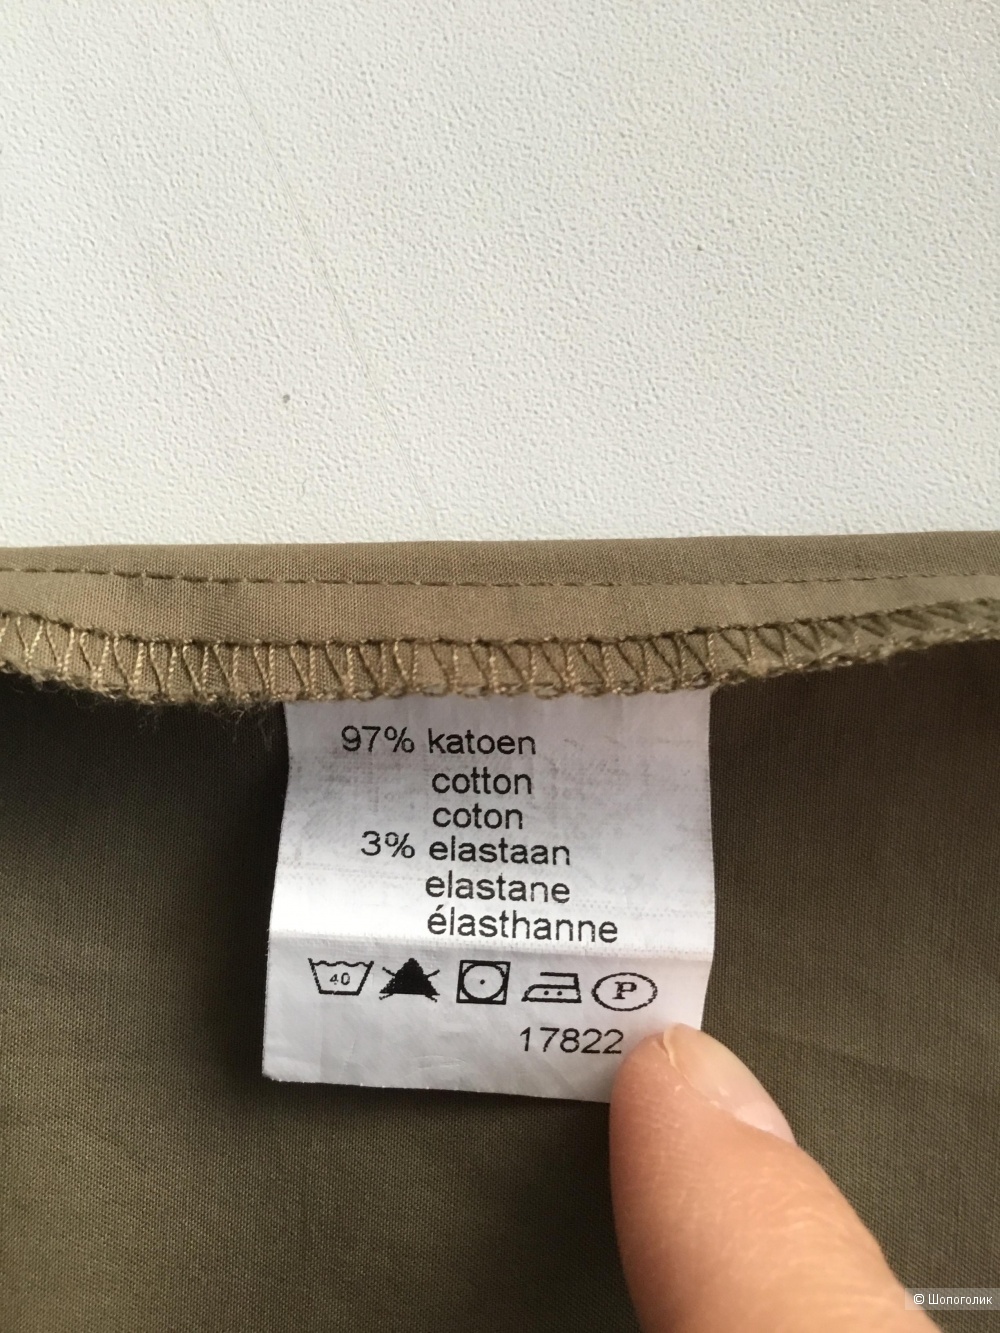 97% katoen
cotton
coton
3% elastaan
elastane
élasthanne
40
P
17822
© Шопоголик